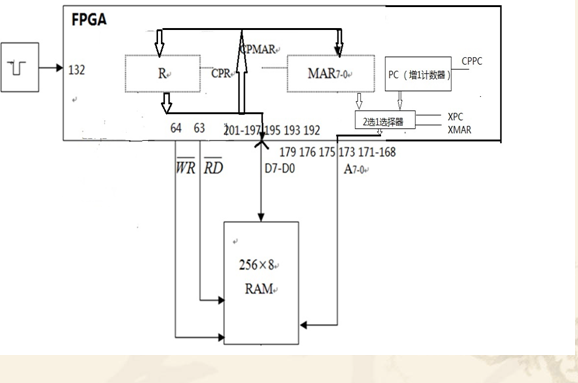 FPGA
CPMAR
132
R
CPR
MAR7-0
PC（增1计数器）
CPPC
2选1选择器
XPC
XMAR
64 63 201-197 195 193 192
179 176 175 173 171-168
WR RD D7-D0 A7-0
256×8
RAM